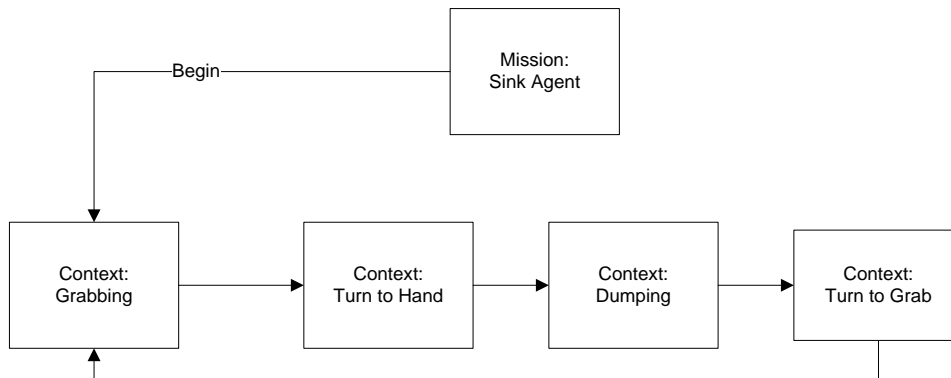 Mission:
Sink Agent
Begin
Context:
Grabbing
Context:
Turn to Hand
Context:
Dumping
Context:
Turn to Grab